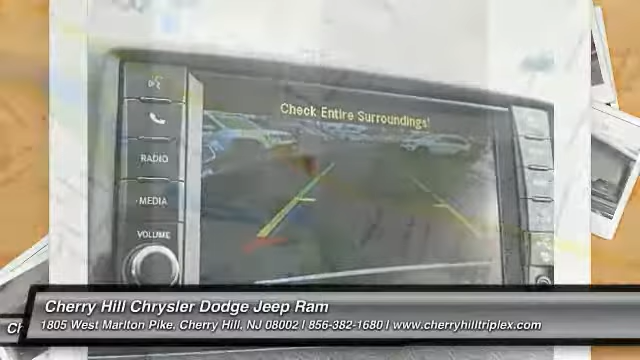 Check Entire Surroundings!
RADIO
MEDIA
VOLUME
Cherry Hill Chrysler Dodge Jeep Ram
1805 West Marlton Pike, Cherry Hill, NJ 08002 | 856-382-1680 | www.cherryhilltriplex.com